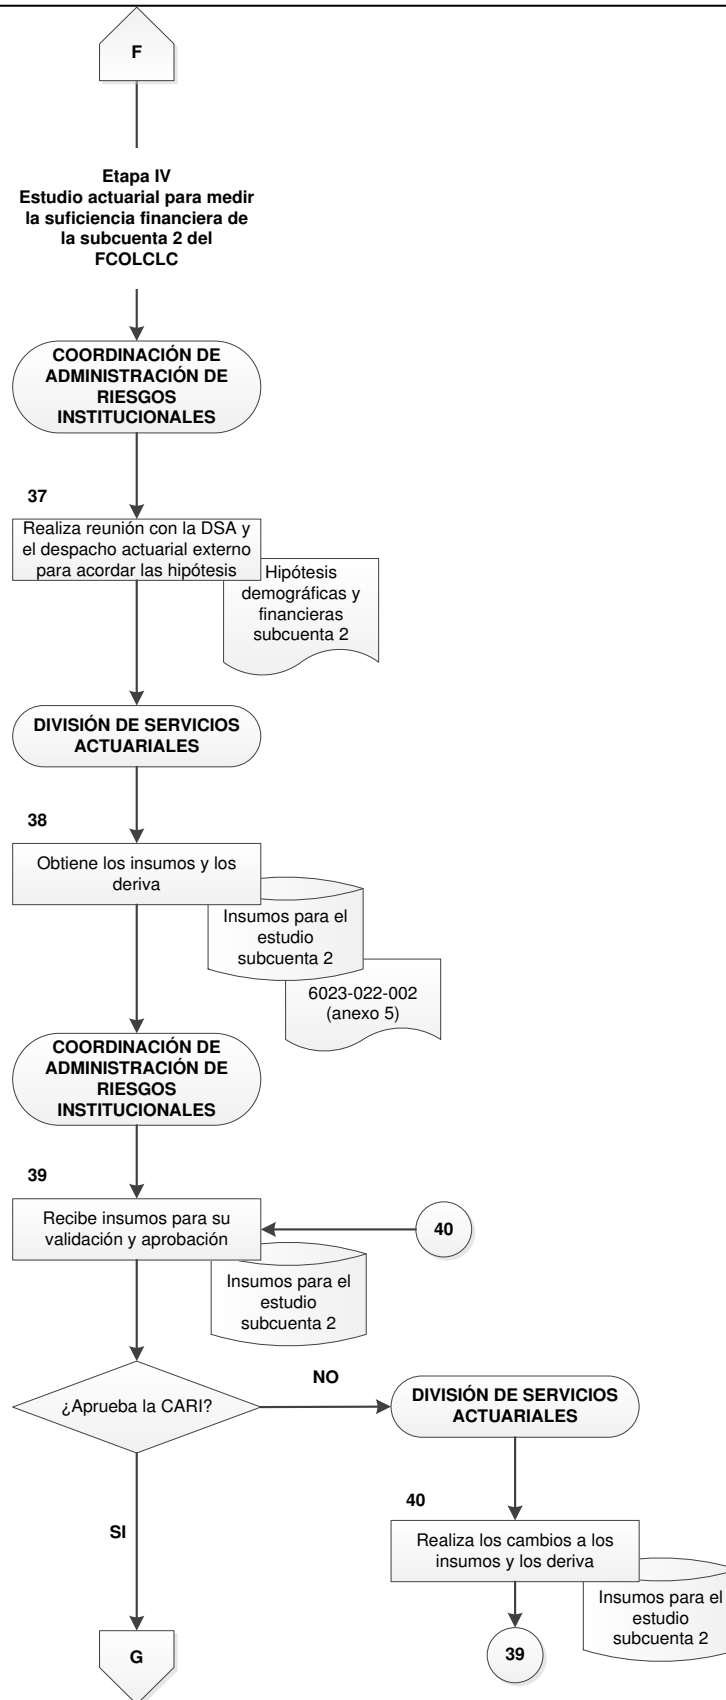 F
Etapa IV
Estudio actuarial para medir
la suficiencia financiera de
la subcuenta 2 del
FCOLCLC
COORDINACIÓN DE
ADMINISTRACIÓN DE
RIESGOS
INSTITUCIONALES
37
Realiza reunión con la DSA y
el despacho actuarial externo
para acordar las hipótesis
Hipótesis
demográficas y
financieras
subcuenta 2
DIVISIÓN DE SERVICIOS
ACTUARIALES
38
Obtiene los insumos y los
deriva
Insumos para el
estudio
subcuenta 2
6023-022-002
(anexo 5)
COORDINACIÓN DE
ADMINISTRACIÓN DE
RIESGOS
INSTITUCIONALES
39
Recibe insumos para su
validación y aprobación
40
Insumos para el
estudio
subcuenta 2
¿Aprueba la CARI?
NO
DIVISIÓN DE SERVICIOS
ACTUARIALES
SI
40
Realiza los cambios a los
insumos y los deriva
Insumos para el
estudio
subcuenta 2
39
G